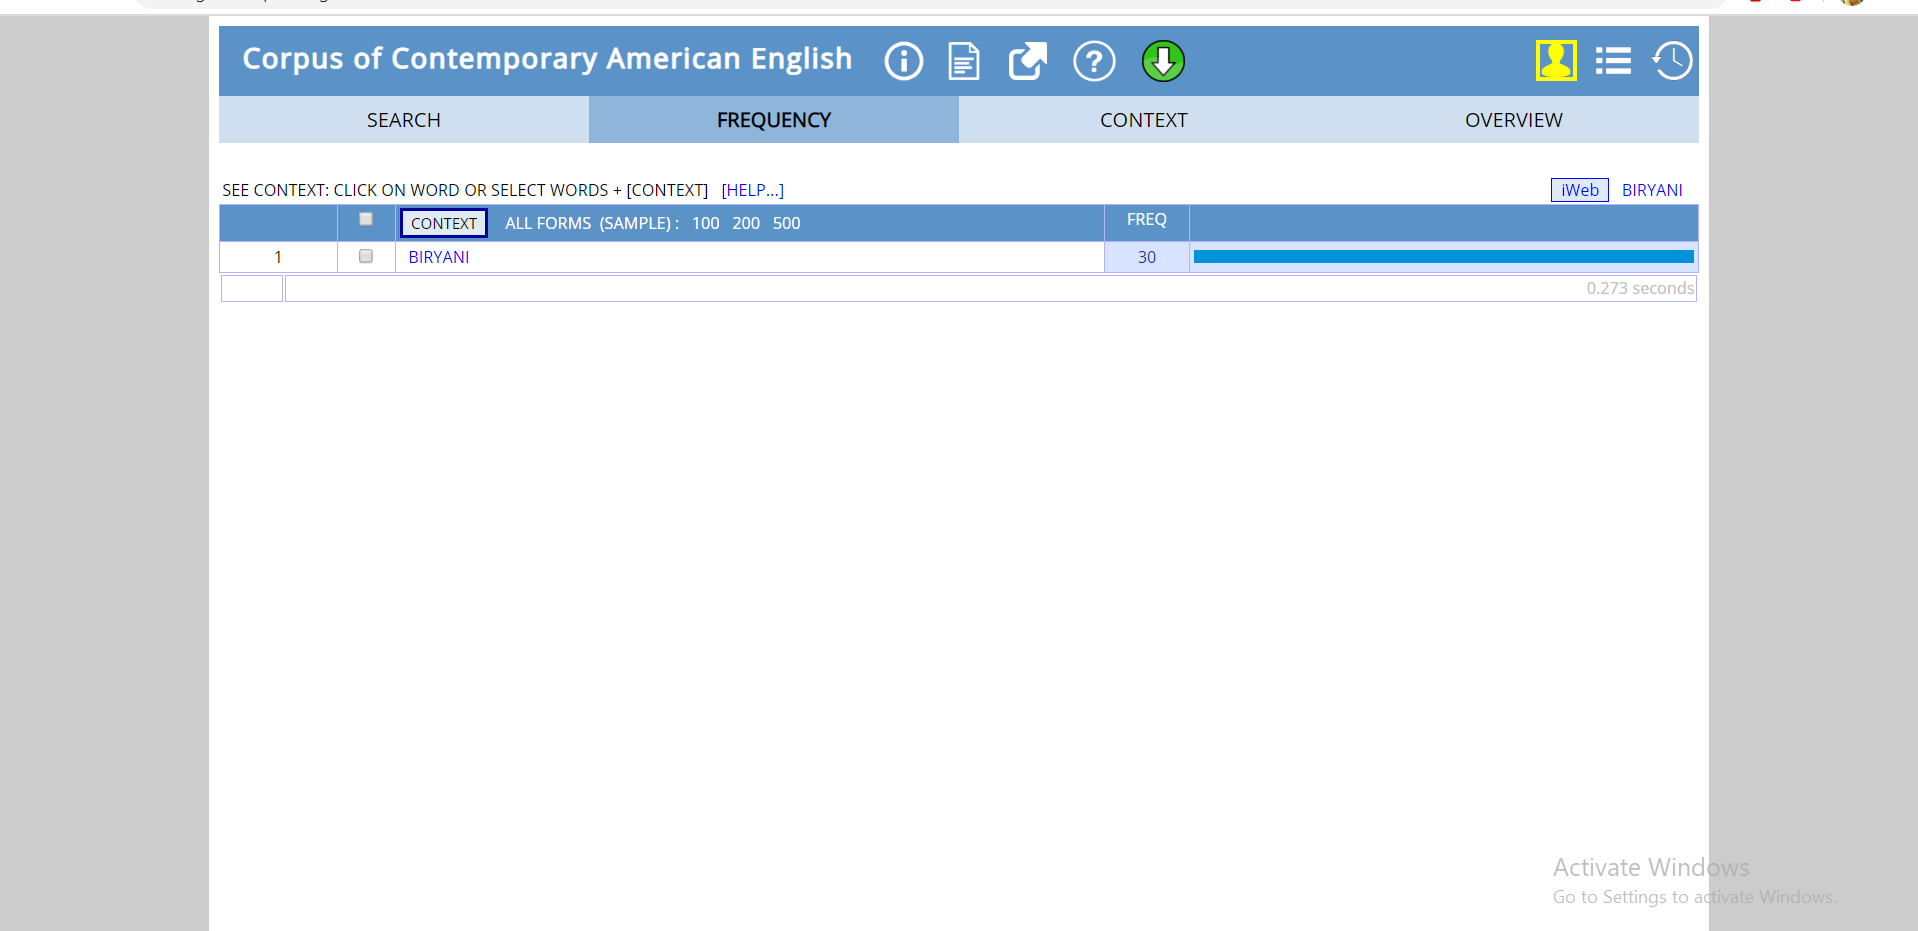 Corpus of Contemporary American English
SEARCH FREQUENCY CONTEXT OVERVIEW
SEE CONTEXT: CLICK ON WORD OR SELECT WORDS + [CONTEXT] [HELP...] iWeb BIRYANI
CONTEXT ALL FORMS (SAMPLE) : 100 200 500 FREQ
1 BIRYANI 30
0.273 seconds
Activate Windows
Go to Settings to activate Windows.